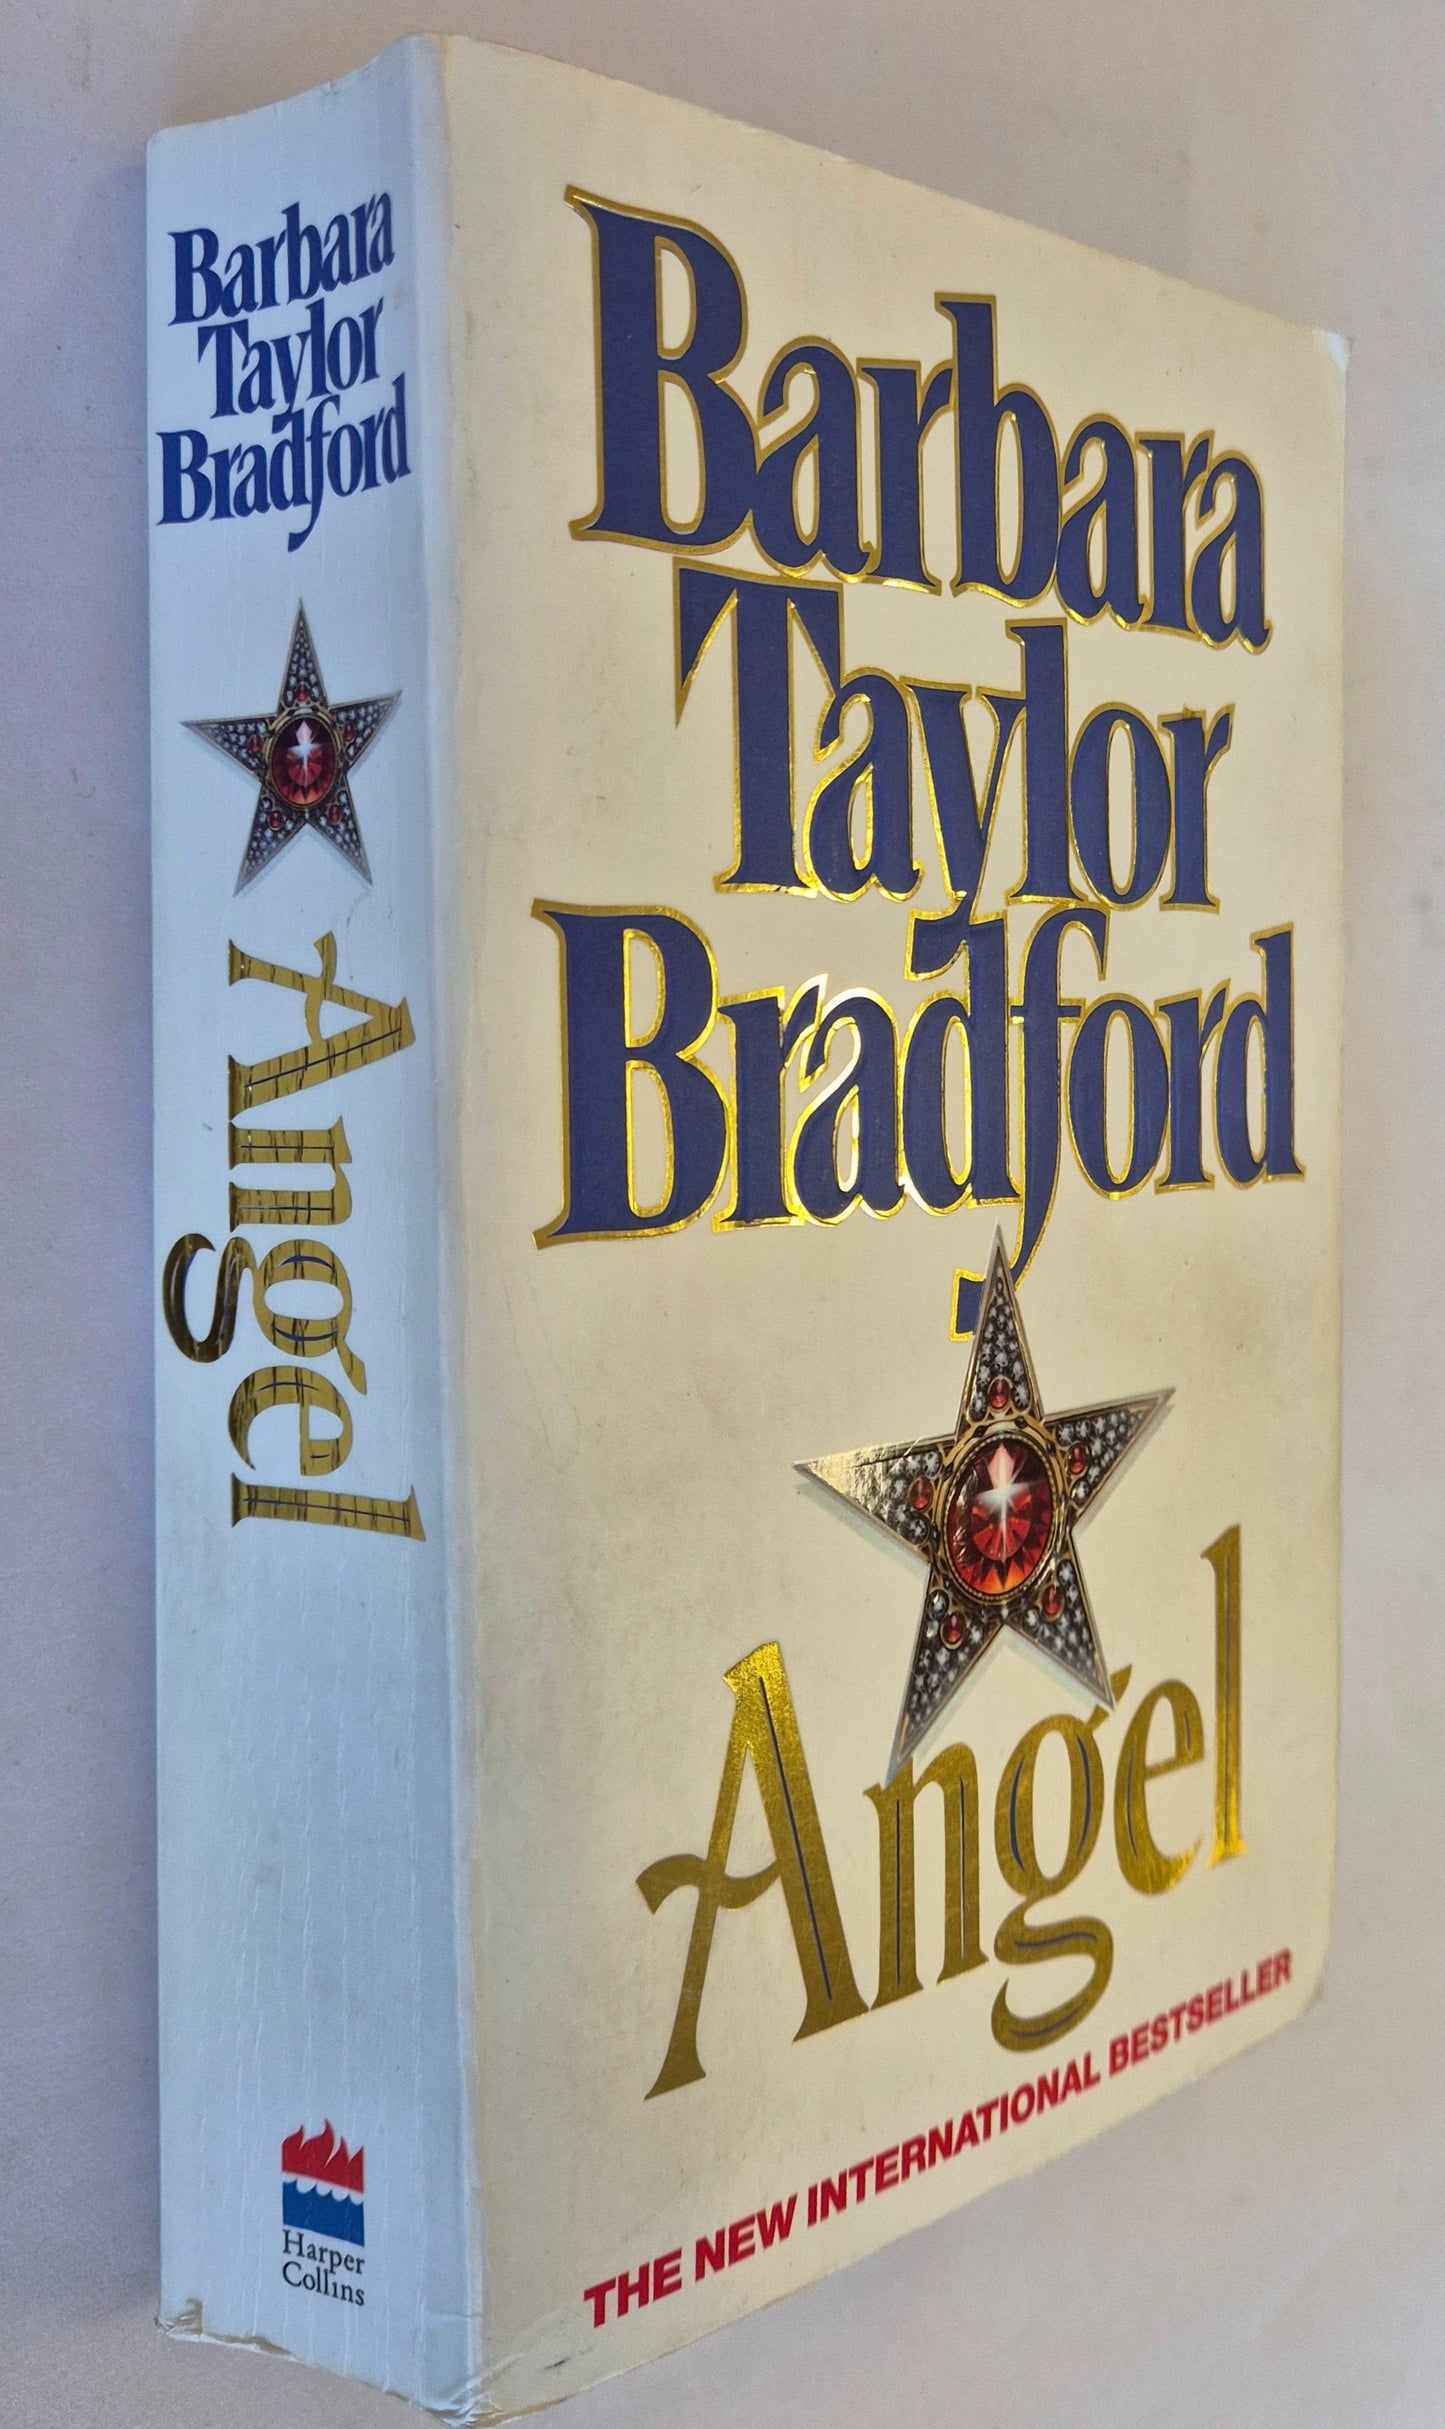 Barbara
Taylor
Bradford
Angel
Harper
Collins
Barbara
Taylor
Bradford
Angel
THE NEW INTERNATIONAL BESTSELLER